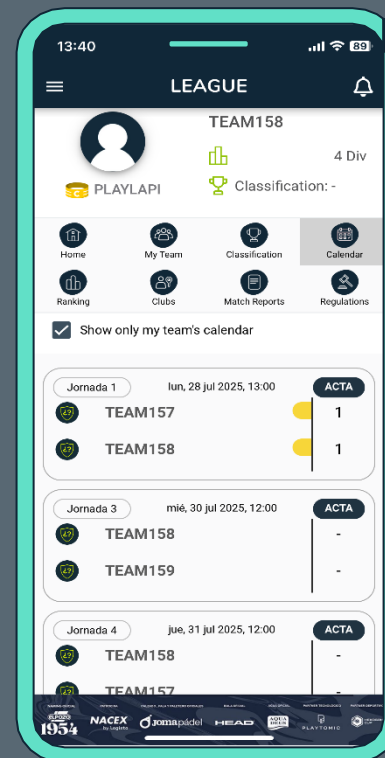 13:40
89
LEAGUE
TEAM158
4 Div
PLAYLAPI
Classification: -
Home
My Team
Classification
Calendar
Ranking
Clubs
Match Reports
Regulations
Show only my team's calendar
Jornada 1
lun, 28 jul 2025, 13:00
ACTA
TEAM157
1
TEAM158
1
Jornada 3
mié, 30 jul 2025, 12:00
ACTA
TEAM158
-
TEAM159
-
Jornada 4
jue, 31 jul 2025, 12:00
ACTA
TEAM158
-
TEAM157
ELPOZO
1954
NACEX
by Logista
Jomapádel
HEAD
PLAYTOMIC